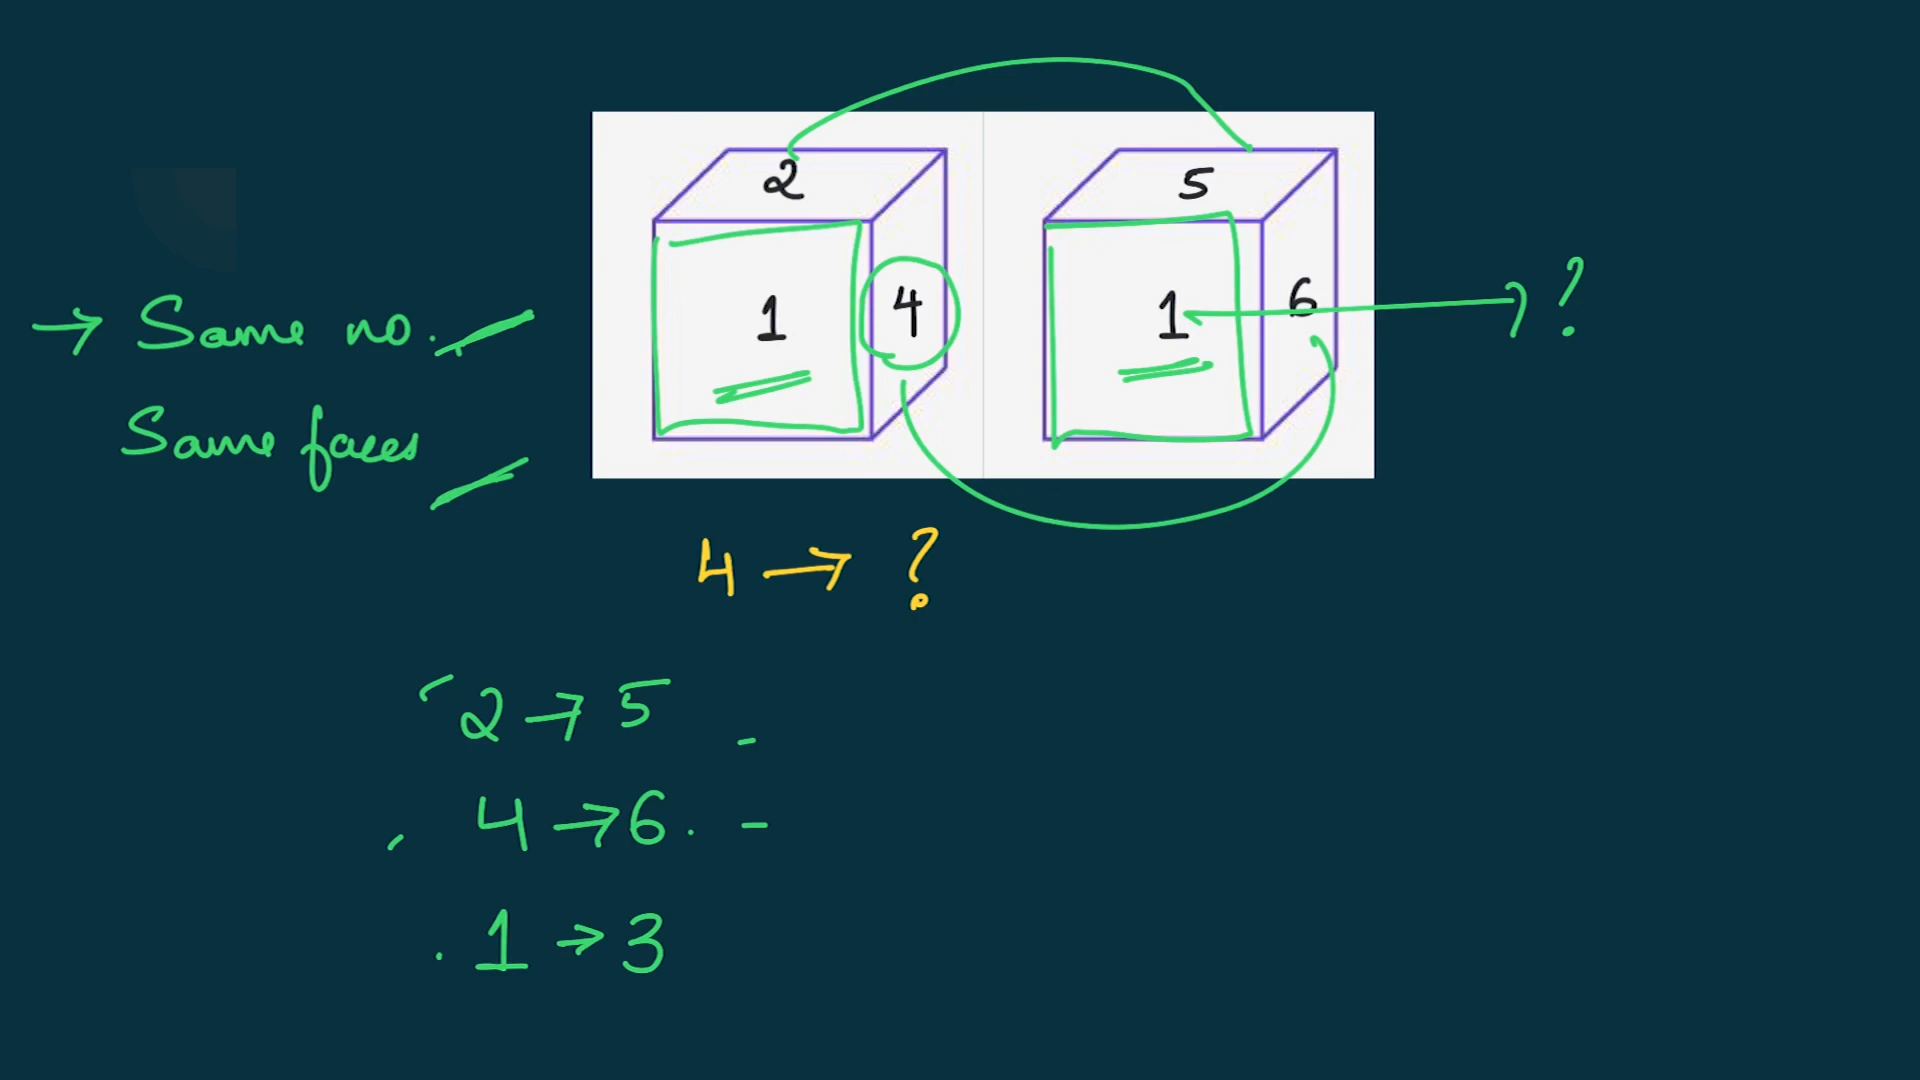 2
5
1
4
1
6
?
→ Same no.
Same faces
4 → ?
2 → 5
4 → 6.
1 → 3